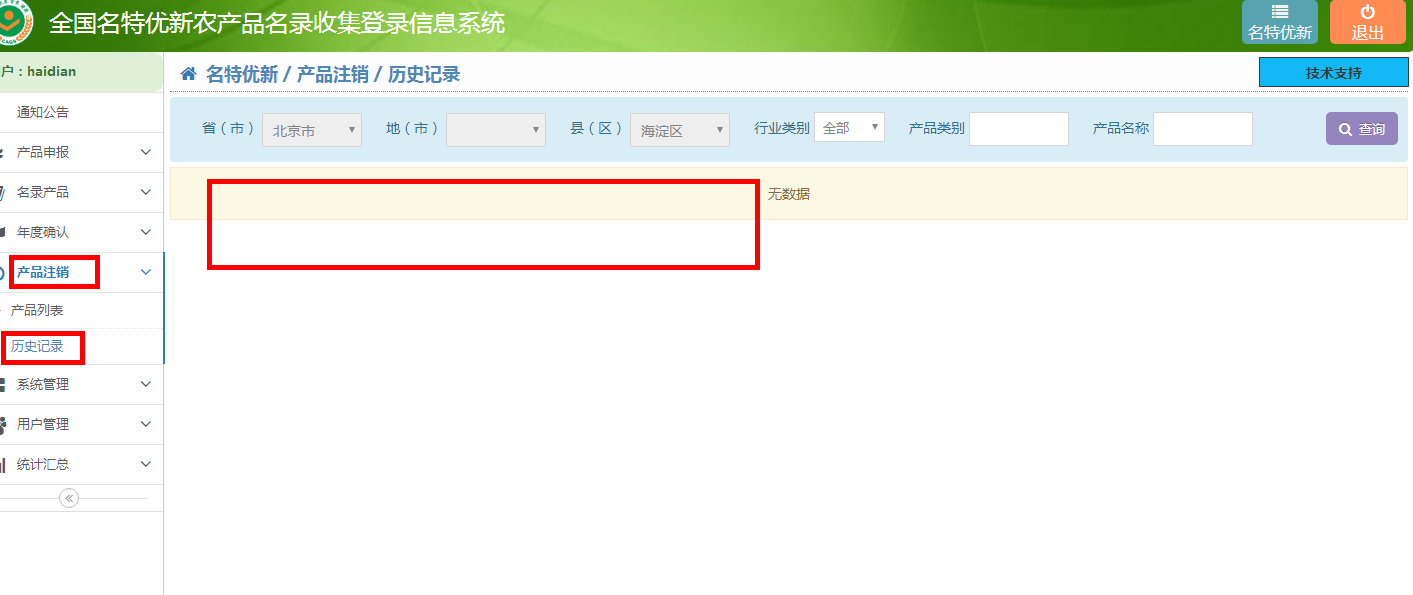 全国名特优新农产品名录收集登录信息系统
名特优新
退出
户：haidian
名特优新 / 产品注销 / 历史记录
技术支持
通知公告
产品申报
名录产品
年度确认
产品注销
产品列表
历史记录
系统管理
用户管理
统计汇总
省（市） 北京市 地（市） 县（区） 海淀区 行业类别 全部 产品类别 产品名称 查询
无数据